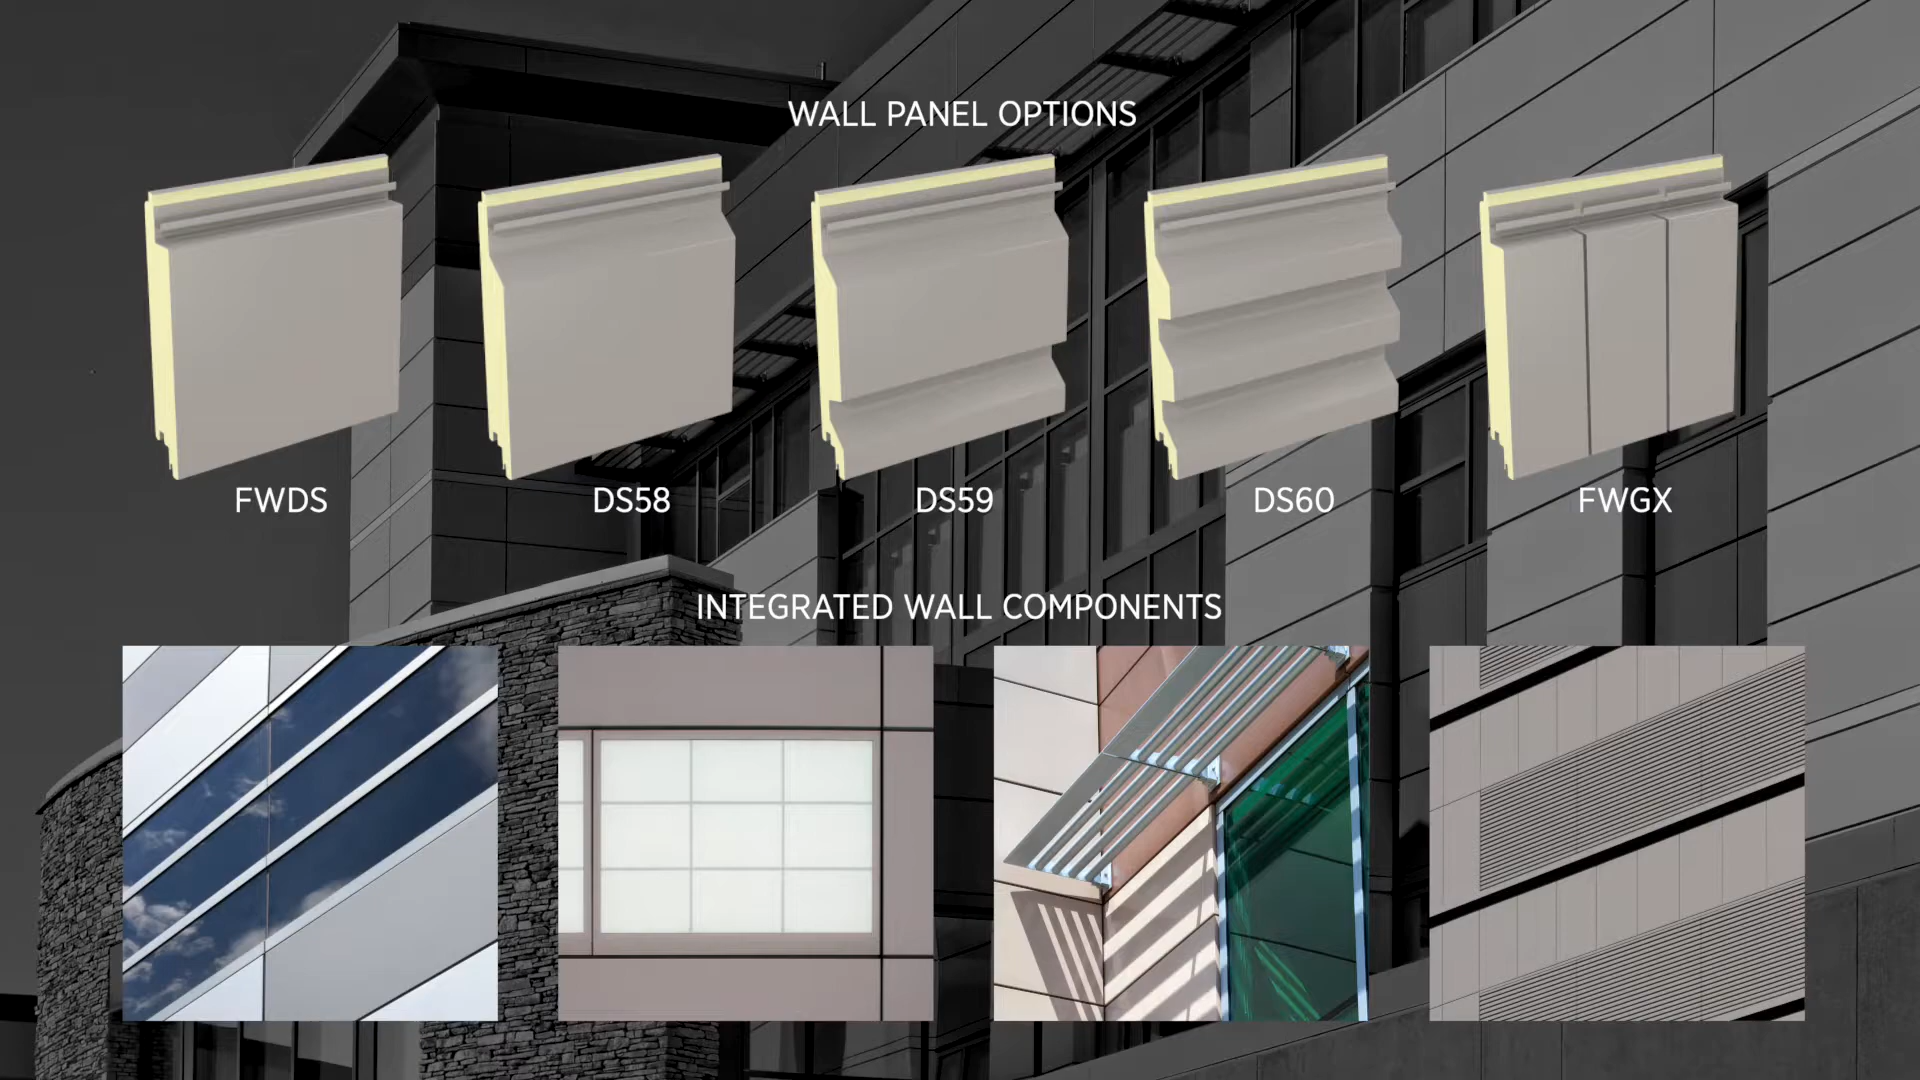 WALL PANEL OPTIONS
FWDS
DS58
DS59
DS60
FWGX
INTEGRATED WALL COMPONENTS